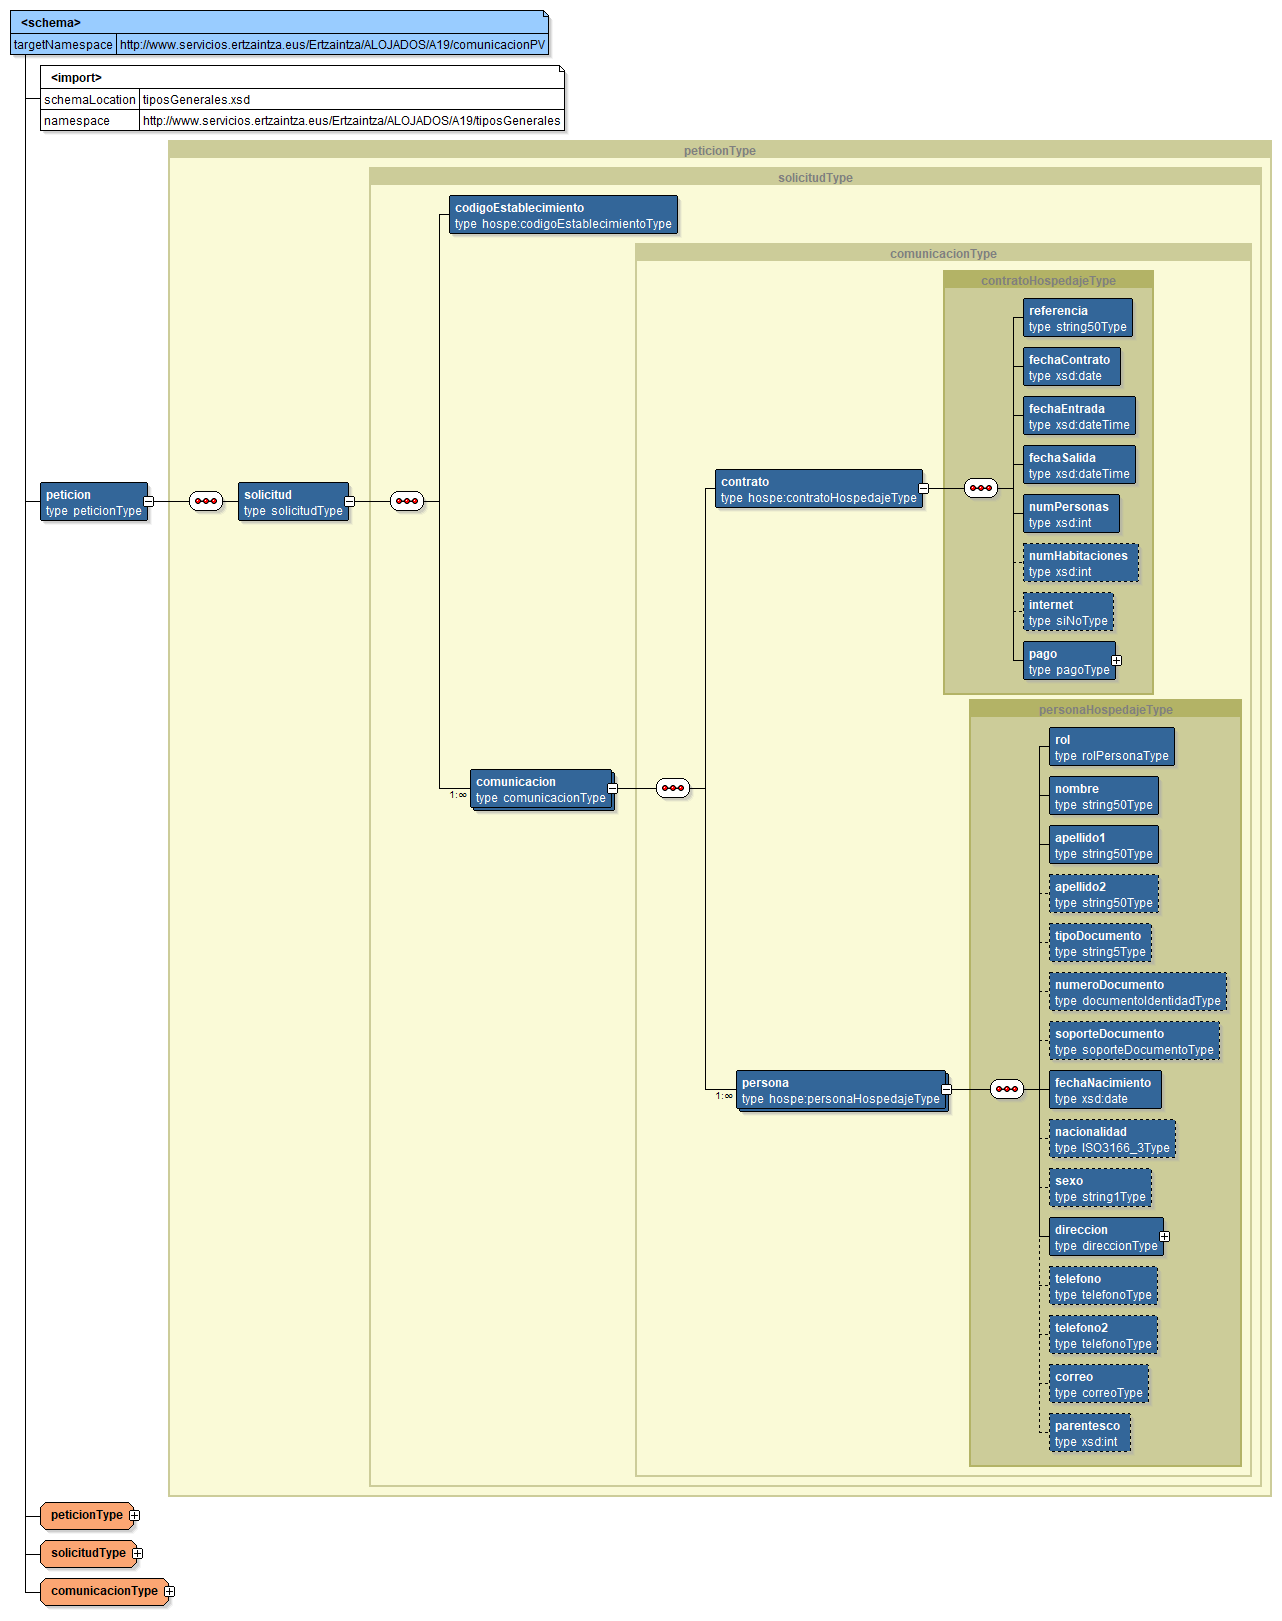 <schema>
targetNamespace http://www.servicios.ertzaintza.eus/Ertzaintza/ALOJADOS/A19/comunicacionPV
<import>
schemaLocation tiposGenerales.xsd
namespace http://www.servicios.ertzaintza.eus/Ertzaintza/ALOJADOS/A19/tiposGenerales
peticionType
solicitudType
codigoEstablecimiento
type hospe:codigoEstablecimientoType
comunicacionType
contratoHospedajeType
referencia
type string50Type
fechaContrato
type xsd:date
fechaEntrada
type xsd:dateTime
fechaSalida
type xsd:dateTime
contrato
type hospe:contratoHospedajeType
peticion
type peticionType
solicitud
type solicitudType
numPersonas
type xsd:int
numHabitaciones
type xsd:int
internet
type siNoType
pago
type pagoType
personaHospedajeType
rol
type rolPersonaType
comunicacion
type comunicacionType
1:∞
nombre
type string50Type
apellido1
type string50Type
apellido2
type string50Type
tipoDocumento
type string5Type
numeroDocumento
type documentoIdentidadType
soporteDocumento
type soporteDocumentoType
persona
type hospe:personaHospedajeType
1:∞
fechaNacimiento
type xsd:date
nacionalidad
type ISO3166_3Type
sexo
type string1Type
direccion
type direccionType
telefono
type telefonoType
telefono2
type telefonoType
correo
type correoType
parentesco
type xsd:int
peticionType
solicitudType
comunicacionType